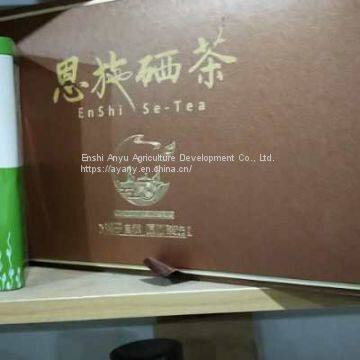 恩施硒茶
EnShi Se-Tea
Enshi Anyu Agriculture Development Co., Ltd.
https://ayany.en.china.cn/